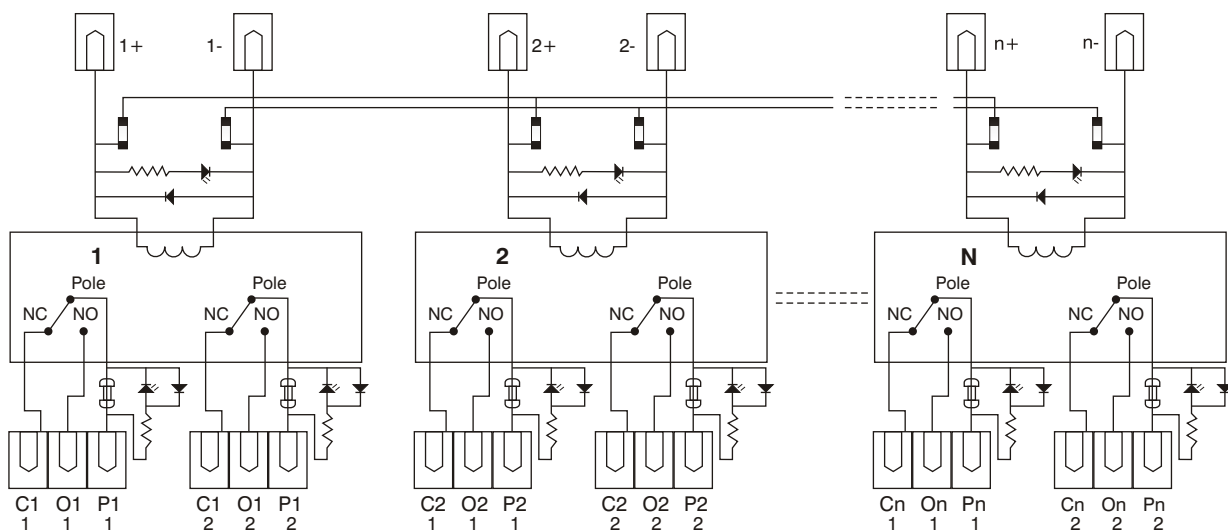 1+ 1- 2+ 2- n+ n-
1 2 N
Pole Pole Pole Pole Pole Pole
NC NO NC NO NC NO NC NO NC NO NC NO
C1 O1 P1 C1 O1 P1 C2 O2 P2 C2 O2 P2 Cn On Pn Cn On Pn
1 1 1 2 2 2 1 1 1 2 2 2 1 1 1 2 2 2